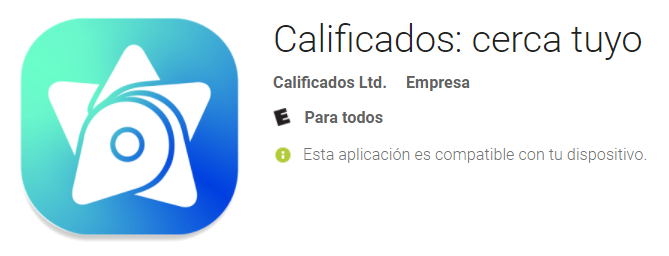 Calificados: cerca tuyo
Calificados Ltd. Empresa
E Para todos
Esta aplicación es compatible con tu dispositivo.